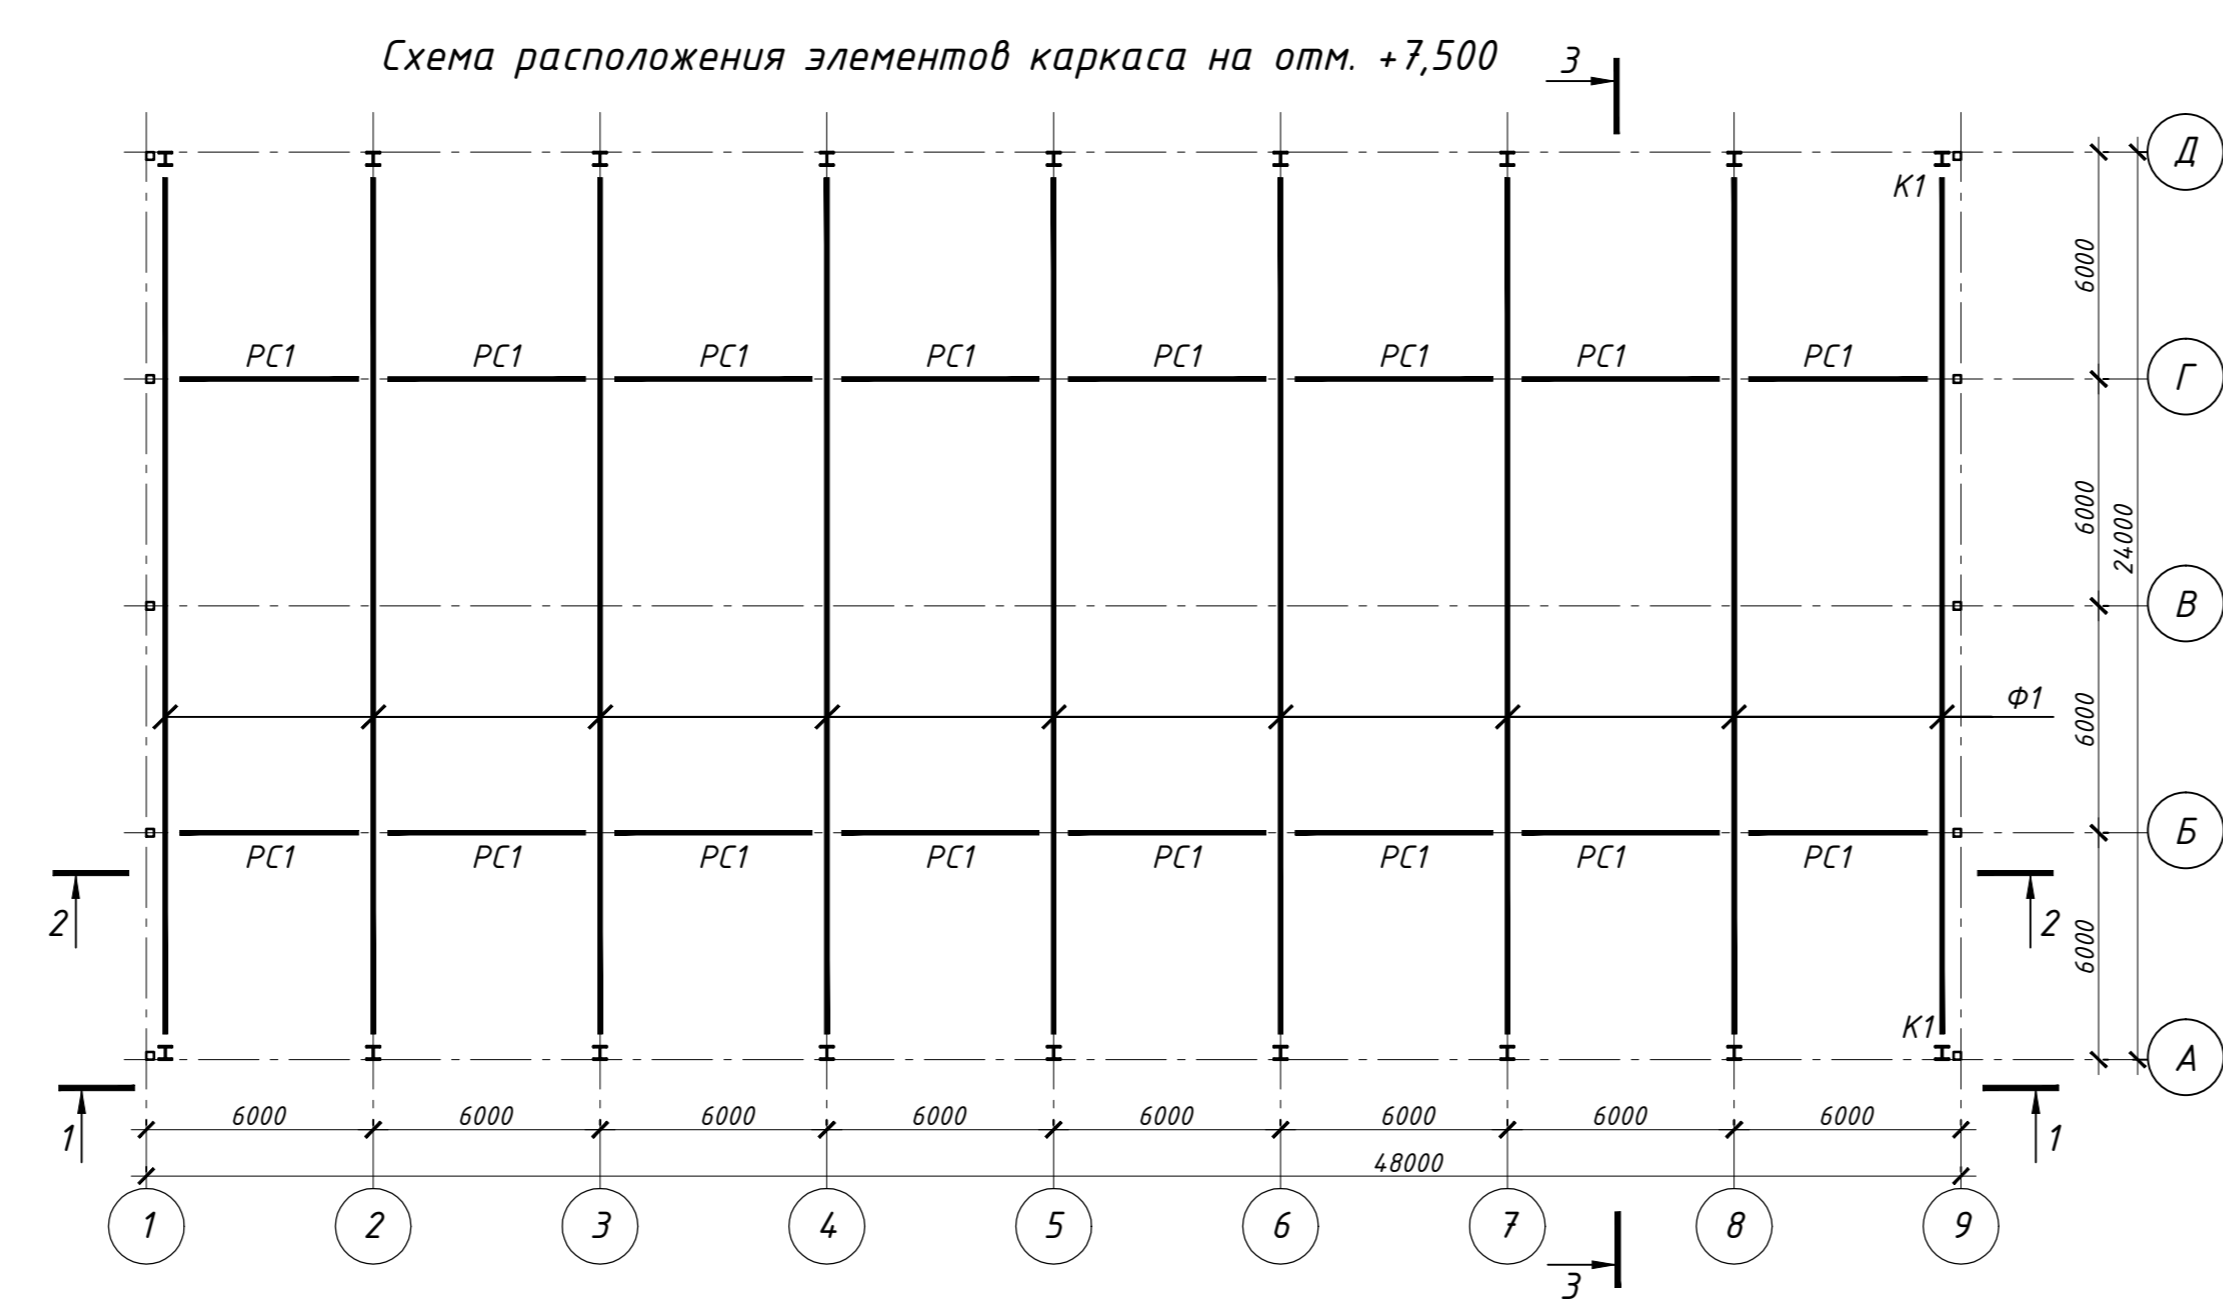 Схема расположения элементов каркаса на отм. +7,500
3
Д
К1
6000
РС1 РС1 РС1 РС1 РС1 РС1 РС1 РС1
Г
6000
24000
В
Ф1
6000
Б
РС1 РС1 РС1 РС1 РС1 РС1 РС1 РС1
2 2
6000
К1
А
1 1
6000 6000 6000 6000 6000 6000 6000 6000
48000
1 2 3 4 5 6 7 8 9
3